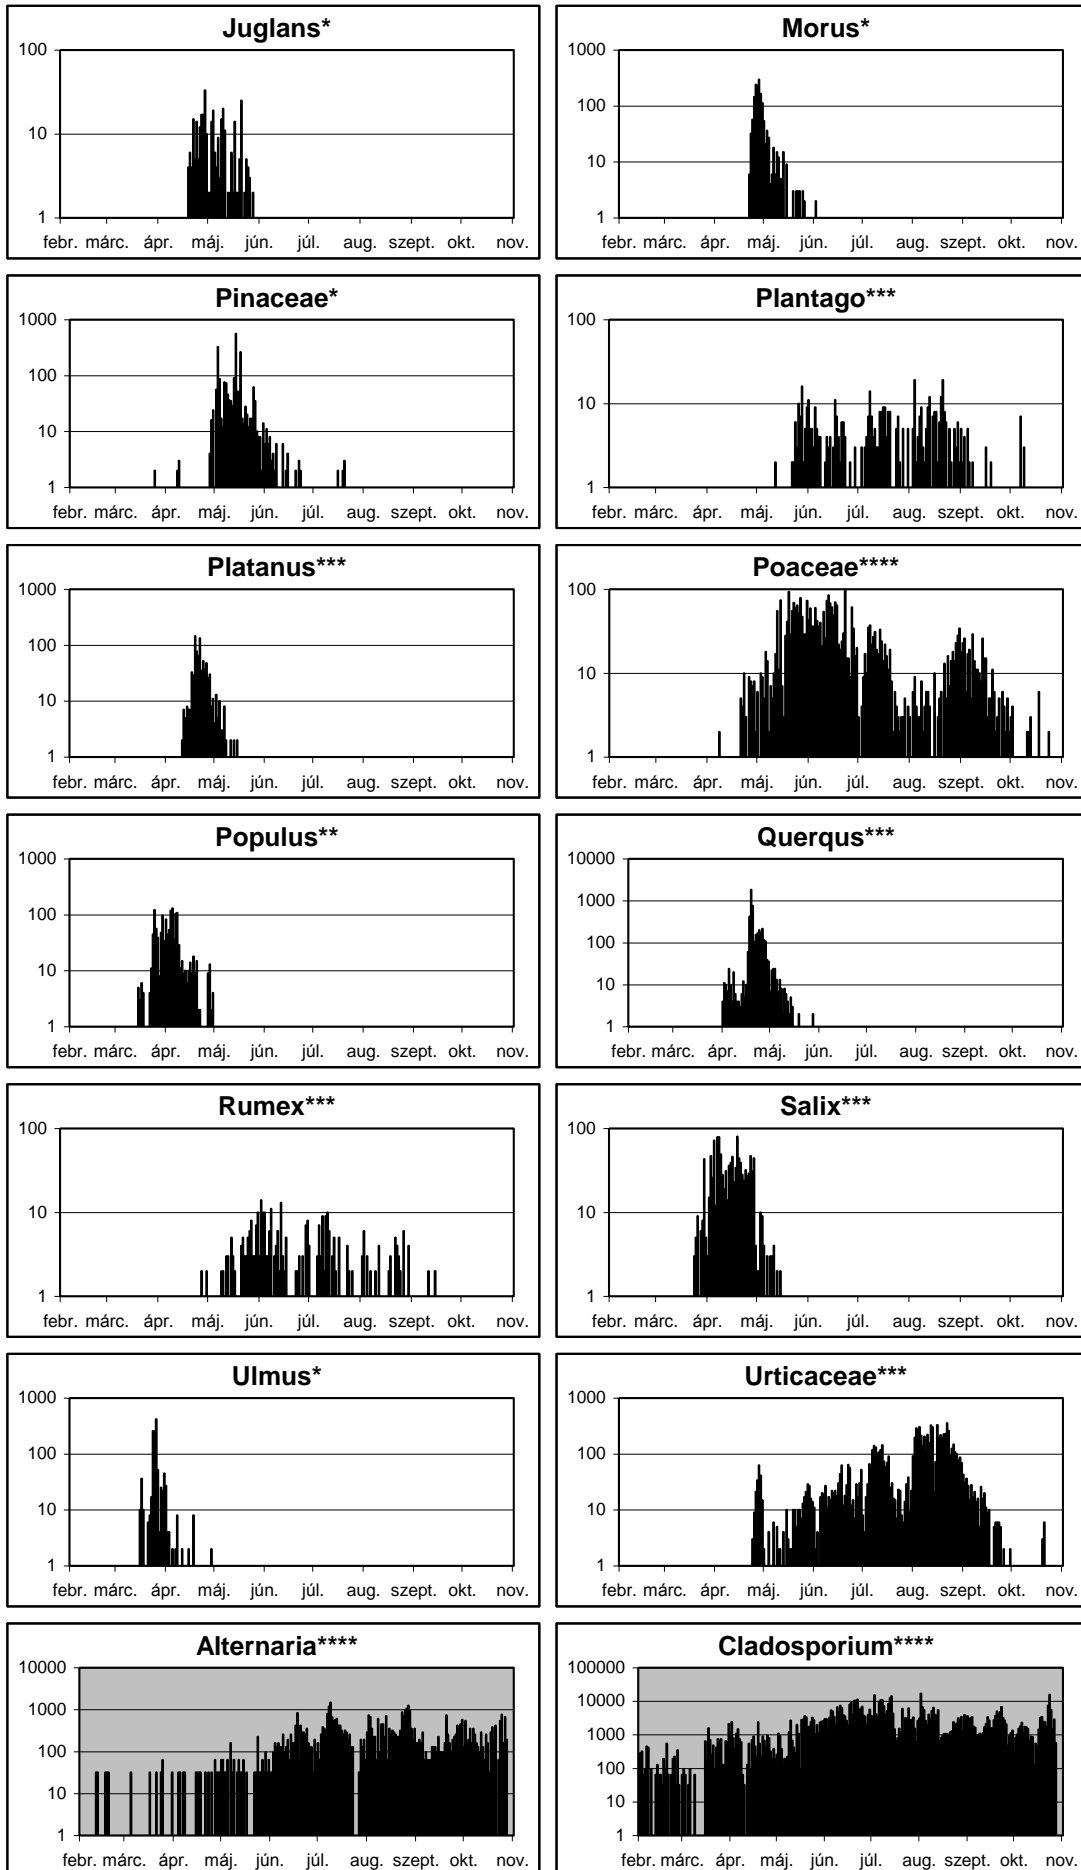 Juglans*
100
10
1
febr. márc. ápr. máj. jún. júl. aug. szept. okt. nov.
Morus*
1000
100
10
1
febr. márc. ápr. máj. jún. júl. aug. szept. okt. nov.
Pinaceae*
1000
100
10
1
febr. márc. ápr. máj. jún. júl. aug. szept. okt. nov.
Plantago***
100
10
1
febr. márc. ápr. máj. jún. júl. aug. szept. okt. nov.
Platanus***
1000
100
10
1
febr. márc. ápr. máj. jún. júl. aug. szept. okt. nov.
Poaceae****
100
10
1
febr. márc. ápr. máj. jún. júl. aug. szept. okt. nov.
Populus**
1000
100
10
1
febr. márc. ápr. máj. jún. júl. aug. szept. okt. nov.
Querqus***
10000
1000
100
10
1
febr. márc. ápr. máj. jún. júl. aug. szept. okt. nov.
Rumex***
100
10
1
febr. márc. ápr. máj. jún. júl. aug. szept. okt. nov.
Salix***
100
10
1
febr. márc. ápr. máj. jún. júl. aug. szept. okt. nov.
Ulmus*
1000
100
10
1
febr. márc. ápr. máj. jún. júl. aug. szept. okt. nov.
Urticaceae***
1000
100
10
1
febr. márc. ápr. máj. jún. júl. aug. szept. okt. nov.
Alternaria****
10000
1000
100
10
1
febr. márc. ápr. máj. jún. júl. aug. szept. okt. nov.
Cladosporium****
100000
10000
1000
100
10
1
febr. márc. ápr. máj. jún. júl. aug. szept. okt. nov.